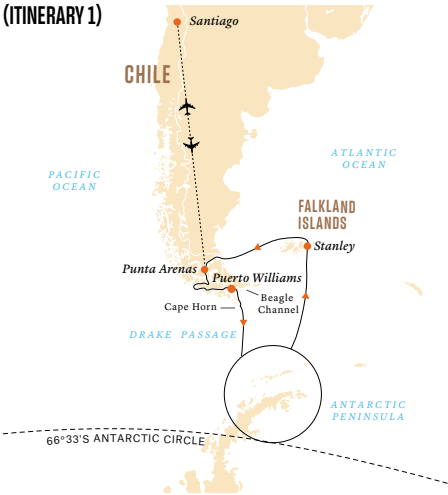 (ITINERARY 1)
Santiago
CHILE
ATLANTIC
OCEAN
PACIFIC
OCEAN
FALKLAND
ISLANDS
Stanley
Punta Arenas
Puerto Williams
Beagle
Channel
Cape Horn
DRAKE PASSAGE
ANTARCTIC
PENINSULA
66°33'S ANTARCTIC CIRCLE